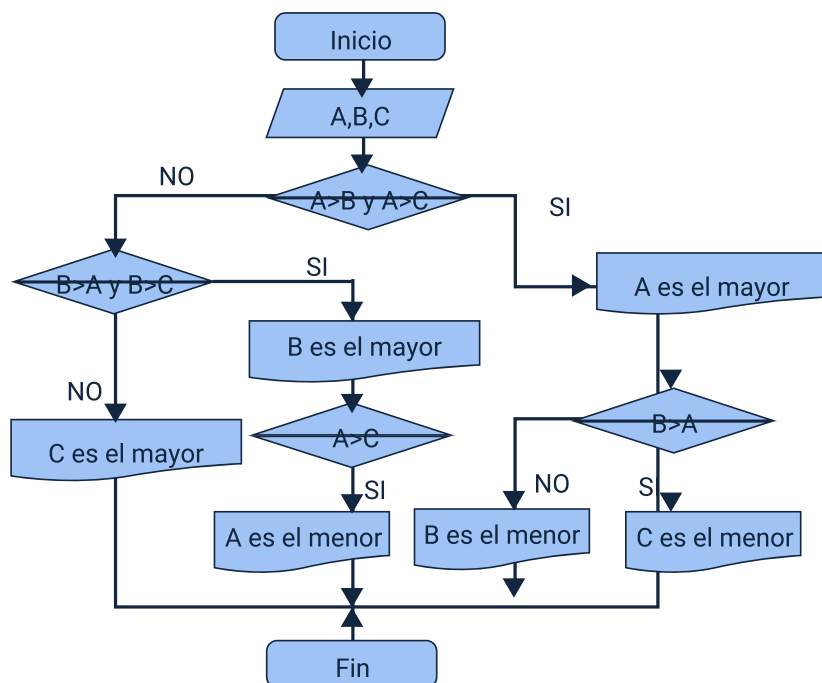 Inicio
A,B,C
NO
A>B y A>C
SI
B>A y B>C
SI
A es el mayor
B es el mayor
NO
C es el mayor
A>C
B>A
SI
NO
S
A es el menor
B es el menor
C es el menor
Fin